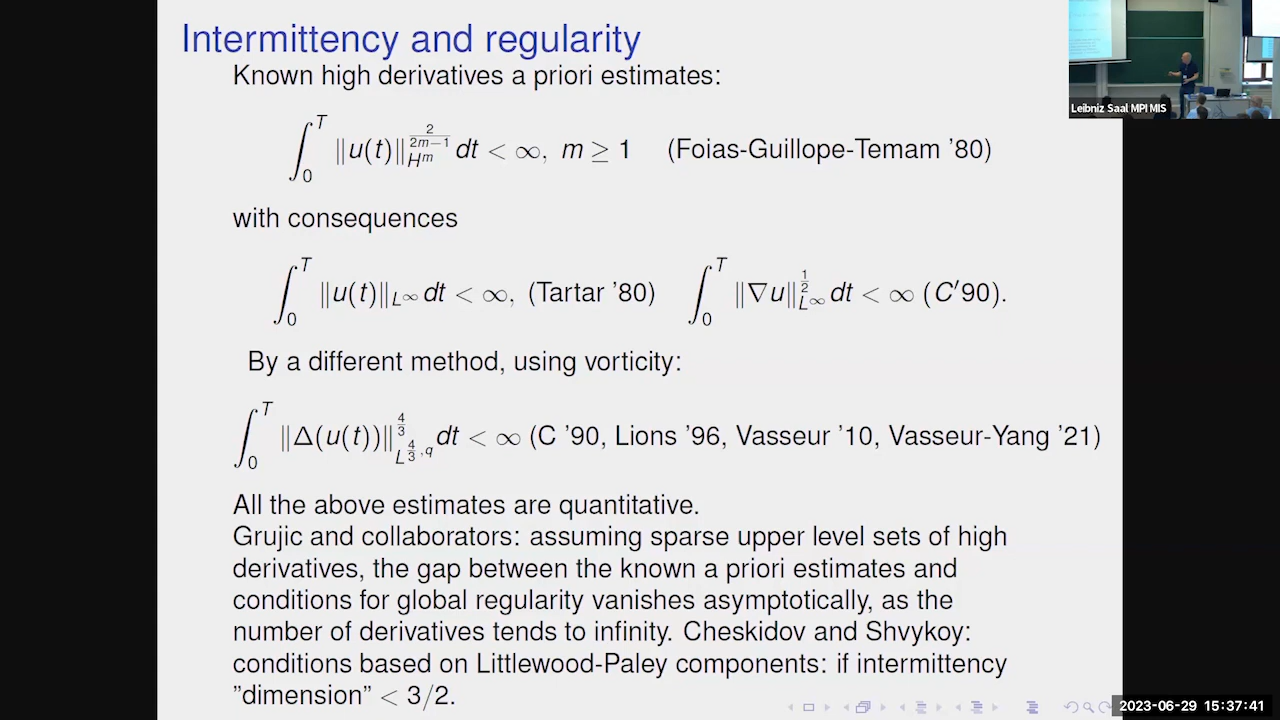 Intermittency and regularity
Known high derivatives a priori estimates:
∫₀ᵀ ‖u(t)‖_{H^m}^{2/(2m−1)} dt < ∞, m ≥ 1 (Foias-Guillope-Temam '80)
with consequences
∫₀ᵀ ‖u(t)‖_{L^∞} dt < ∞, (Tartar '80) ∫₀ᵀ ‖∇u‖_{L^∞}^{1/2} dt < ∞ (C'90).
By a different method, using vorticity:
∫₀ᵀ ‖Δ(u(t))‖_{L^{4/3,q}}^{4/3} dt < ∞ (C '90, Lions '96, Vasseur '10, Vasseur-Yang '21)
All the above estimates are quantitative.
Grujic and collaborators: assuming sparse upper level sets of high
derivatives, the gap between the known a priori estimates and
conditions for global regularity vanishes asymptotically, as the
number of derivatives tends to infinity. Cheskidov and Shvykoy:
conditions based on Littlewood-Paley components: if intermittency
"dimension" < 3/2.
Leibniz Saal MPI MIS
2023-06-29 15:37:41